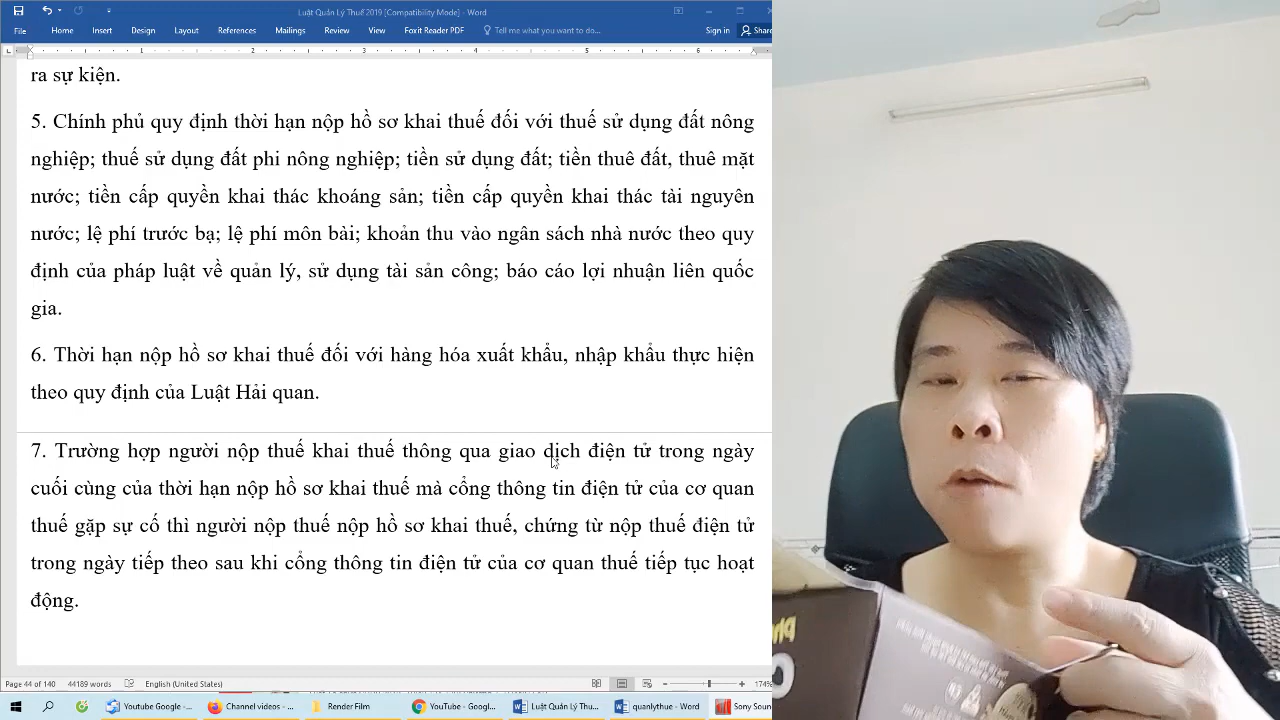 Luật Quản Lý Thuế 2019 [Compatibility Mode] - Word
File Home Insert Design Layout References Mailings Review View Foxit Reader PDF Tell me what you want to do... Sign in Share
1 2 3 4 5 6
ra sự kiện.
5. Chính phủ quy định thời hạn nộp hồ sơ khai thuế đối với thuế sử dụng đất nông
nghiệp; thuế sử dụng đất phi nông nghiệp; tiền sử dụng đất; tiền thuê đất, thuê mặt
nước; tiền cấp quyền khai thác khoáng sản; tiền cấp quyền khai thác tài nguyên
nước; lệ phí trước bạ; lệ phí môn bài; khoản thu vào ngân sách nhà nước theo quy
định của pháp luật về quản lý, sử dụng tài sản công; báo cáo lợi nhuận liên quốc
gia.
6. Thời hạn nộp hồ sơ khai thuế đối với hàng hóa xuất khẩu, nhập khẩu thực hiện
theo quy định của Luật Hải quan.
7. Trường hợp người nộp thuế khai thuế thông qua giao dịch điện tử trong ngày
cuối cùng của thời hạn nộp hồ sơ khai thuế mà cổng thông tin điện tử của cơ quan
thuế gặp sự cố thì người nộp thuế nộp hồ sơ khai thuế, chứng từ nộp thuế điện tử
trong ngày tiếp theo sau khi cổng thông tin điện tử của cơ quan thuế tiếp tục hoạt
động.
Page 44 of 140 44189 words English (United States) 174%
Youtube Google -... Channel videos - ... Render Film YouTube - Googl... Luật Quản Lý Thu... quanlythue - Word Sony Soun